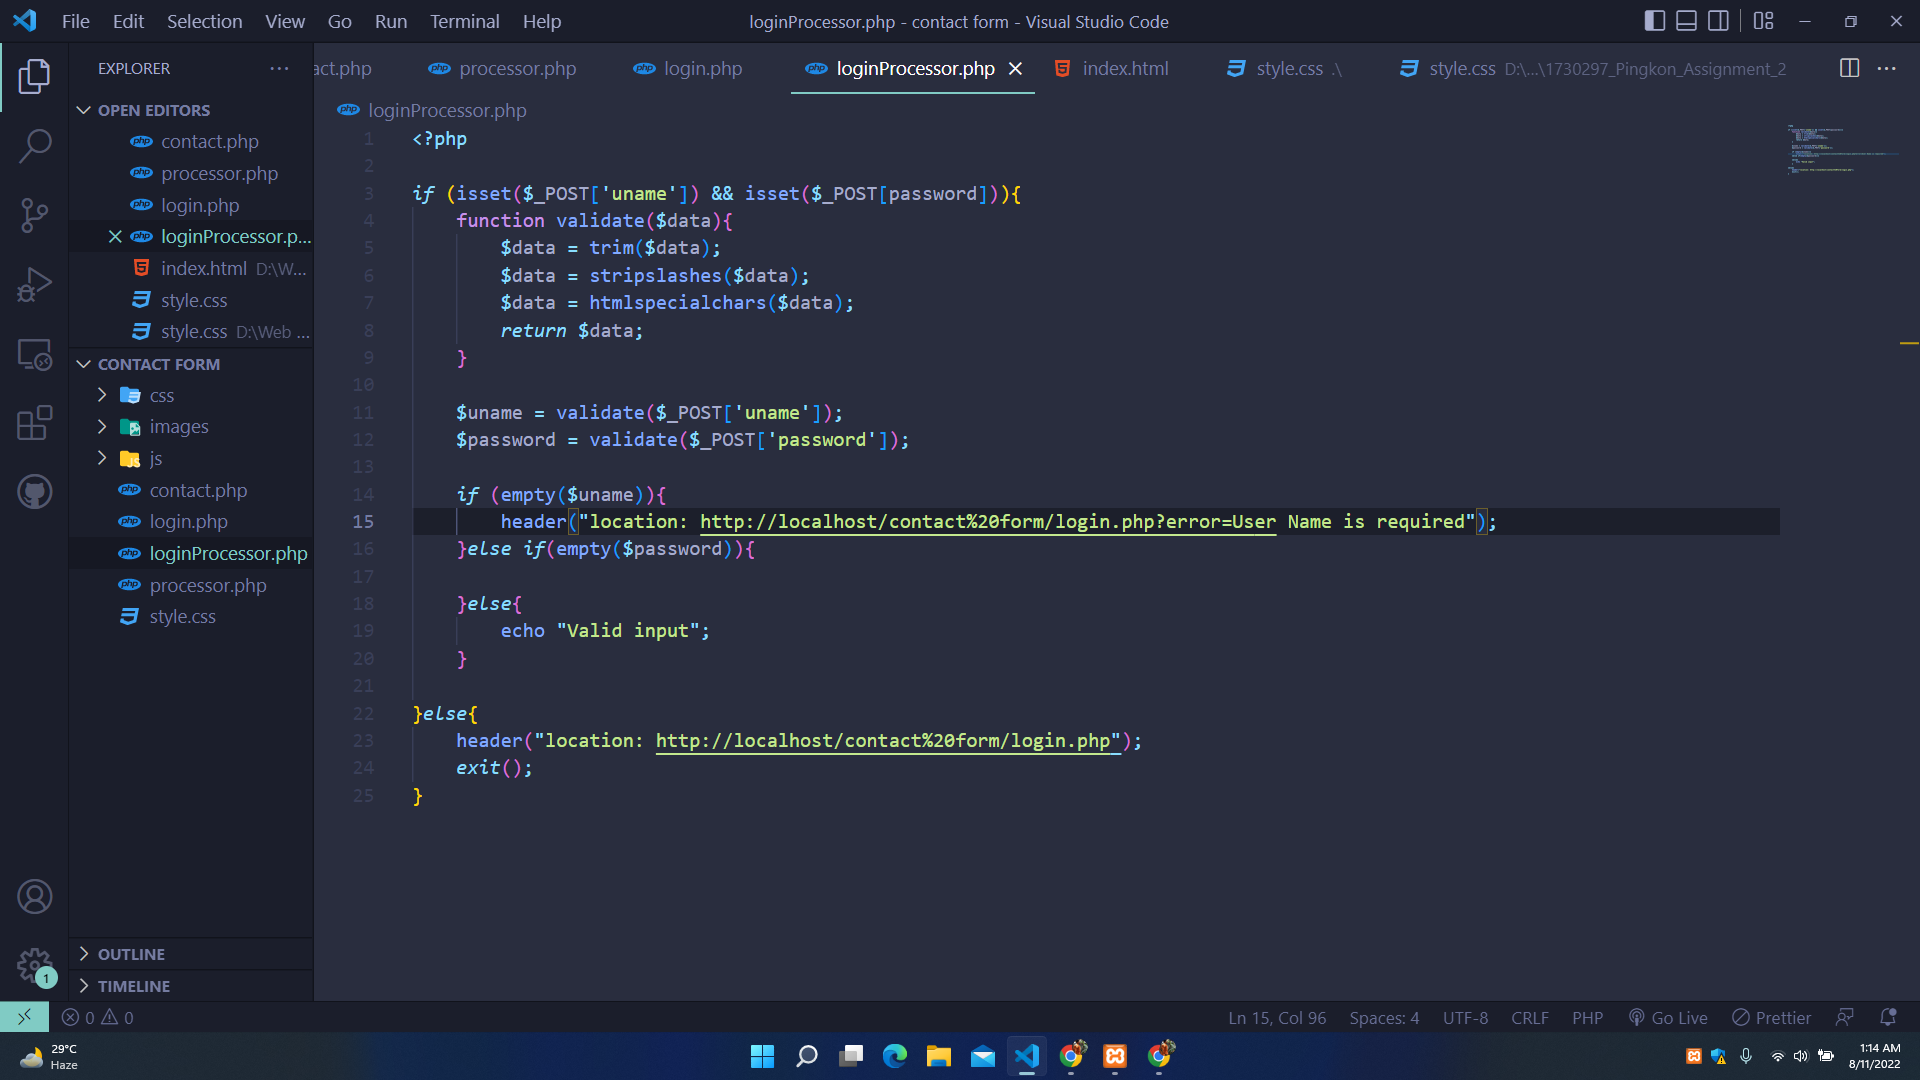 File Edit Selection View Go Run Terminal Help
loginProcessor.php - contact form - Visual Studio Code
EXPLORER
act.php processor.php login.php loginProcessor.php index.html style.css .\ style.css D:\...\1730297_Pingkon_Assignment_2
OPEN EDITORS
contact.php
processor.php
login.php
loginProcessor.p...
index.html D:\W...
style.css
style.css D:\Web ...
CONTACT FORM
css
images
js
contact.php
login.php
loginProcessor.php
processor.php
style.css
OUTLINE
TIMELINE
loginProcessor.php
1 <?php
2
3 if (isset($_POST['uname']) && isset($_POST[password])){
4 function validate($data){
5 $data = trim($data);
6 $data = stripslashes($data);
7 $data = htmlspecialchars($data);
8 return $data;
9 }
10
11 $uname = validate($_POST['uname']);
12 $password = validate($_POST['password']);
13
14 if (empty($uname)){
15 header("location: http://localhost/contact%20form/login.php?error=User Name is required");
16 }else if(empty($password)){
17
18 }else{
19 echo "Valid input";
20 }
21
22 }else{
23 header("location: http://localhost/contact%20form/login.php");
24 exit();
25 }
1
0 0
Ln 15, Col 96 Spaces: 4 UTF-8 CRLF PHP Go Live Prettier
29°C
Haze
1:14 AM
8/11/2022